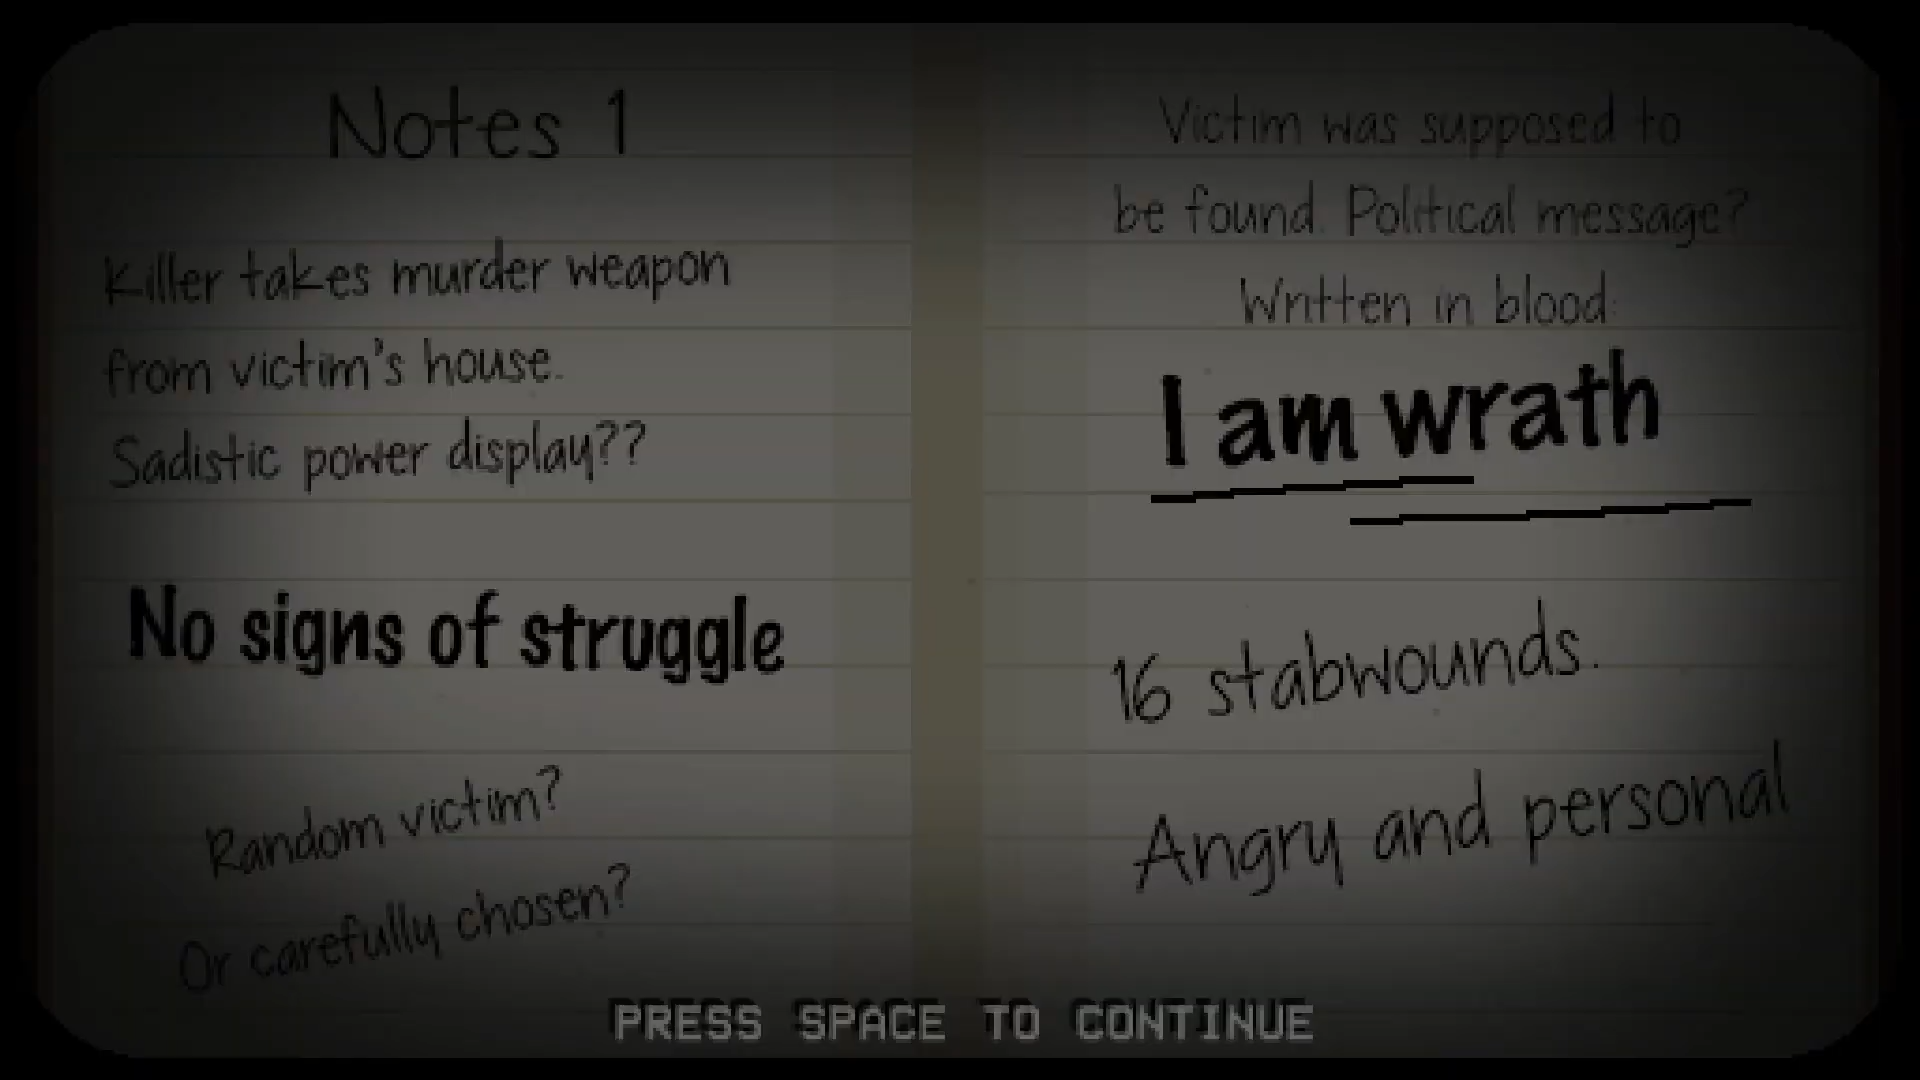 Notes 1
Killer takes murder weapon
from victim's house.
Sadistic power display??
No signs of struggle
Random victim?
Or carefully chosen?
Victim was supposed to
be found. Political message?
Written in blood:
I am wrath
16 stabwounds.
Angry and personal
PRESS SPACE TO CONTINUE